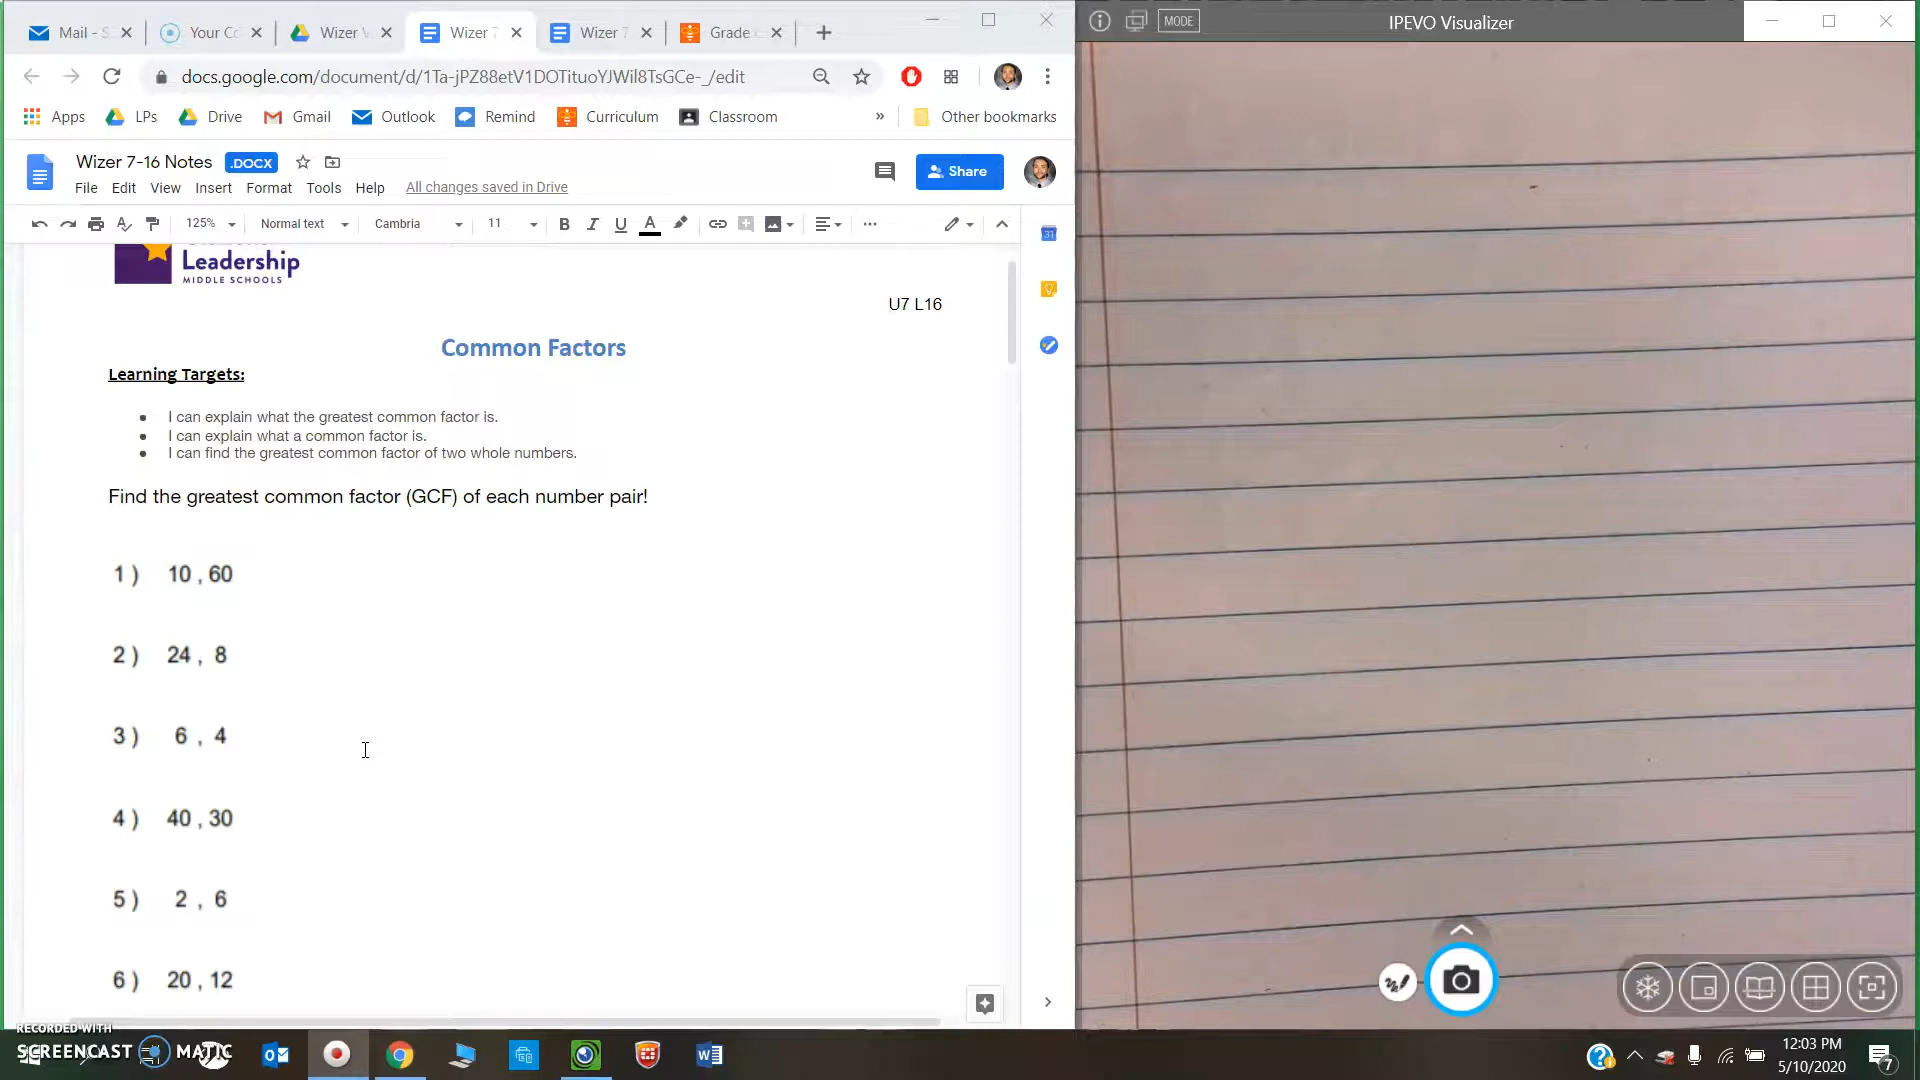 Mail - S
Your Co
Wizer W
Wizer 7
Wizer 7
Grade
IPEVO Visualizer
MODE
docs.google.com/document/d/1Ta-jPZ88etV1DOTituoYJWil8TsGCe-_/edit
Apps LPs Drive Gmail Outlook Remind Curriculum Classroom » Other bookmarks
Wizer 7-16 Notes .DOCX
Share
File Edit View Insert Format Tools Help All changes saved in Drive
125% Normal text Cambria 11 B I U A
31
Leadership
MIDDLE SCHOOLS
U7 L16
Common Factors
Learning Targets:
● I can explain what the greatest common factor is.
● I can explain what a common factor is.
● I can find the greatest common factor of two whole numbers.
Find the greatest common factor (GCF) of each number pair!
1 ) 10 , 60
2 ) 24 , 8
3 ) 6 , 4
4 ) 40 , 30
5 ) 2 , 6
6 ) 20 , 12
RECORDED WITH
SCREENCAST MATIC
12:03 PM
5/10/2020
7